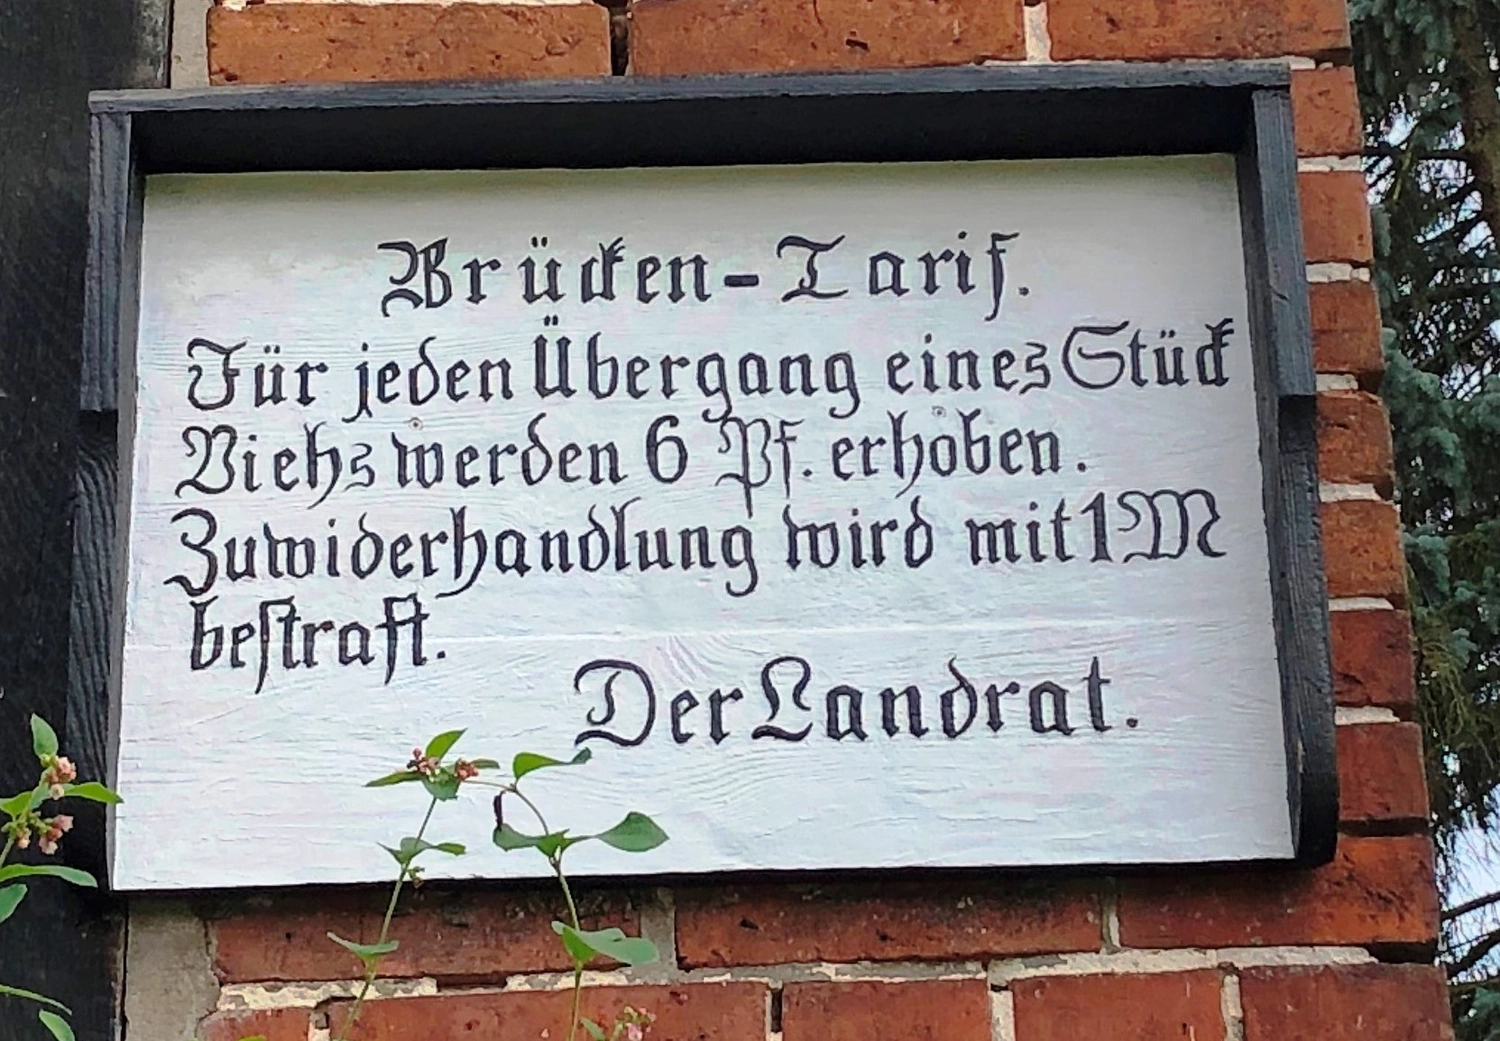 Brücken-Tarif.
Für jeden Übergang eines Stück
Viehs werden 6 Pf. erhoben.
Zuwiderhandlung wird mit 1 M
beſtraft.
Der Landrat.